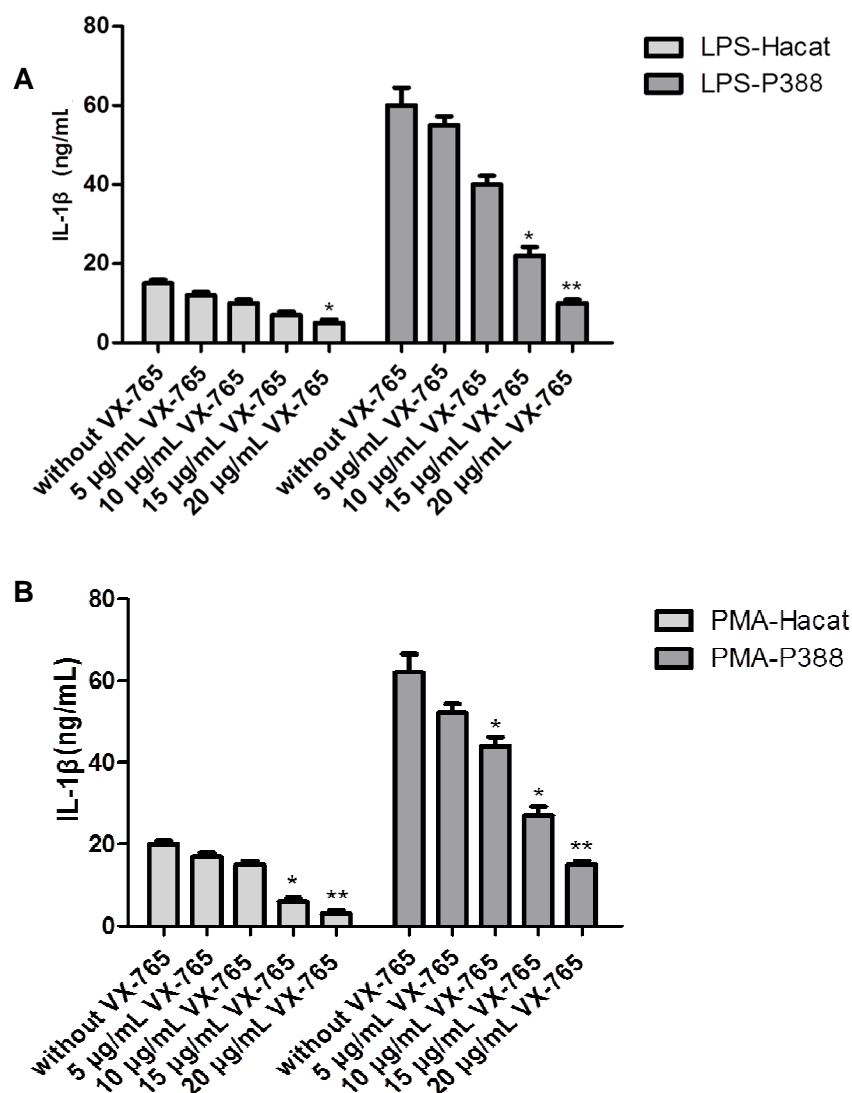 A
80
60
40
20
0
IL-1β (ng/mL)
LPS-Hacat
LPS-P388
*
*
**
without VX-765
5 µg/mL VX-765
10 µg/mL VX-765
15 µg/mL VX-765
20 µg/mL VX-765
without VX-765
5 µg/mL VX-765
10 µg/mL VX-765
15 µg/mL VX-765
20 µg/mL VX-765
B
80
60
40
20
0
IL-1β(ng/mL)
PMA-Hacat
PMA-P388
*
**
*
*
**
without VX-765
5 µg/mL VX-765
10 µg/mL VX-765
15 µg/mL VX-765
20 µg/mL VX-765
without VX-765
5 µg/mL VX-765
10 µg/mL VX-765
15 µg/mL VX-765
20 µg/mL VX-765